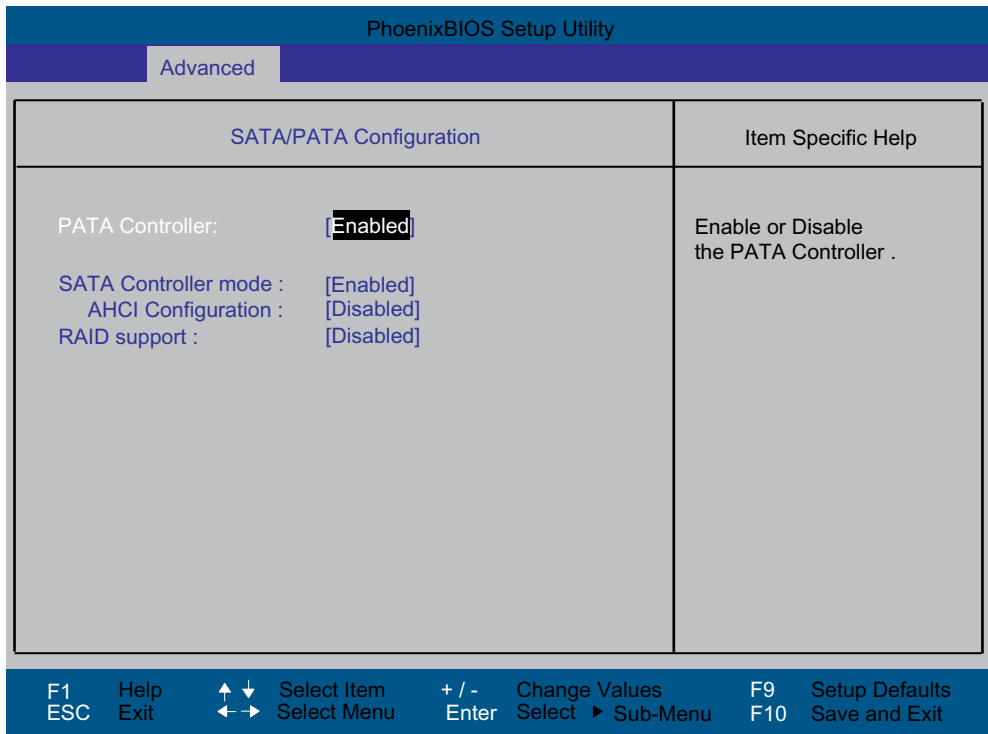 PhoenixBIOS Setup Utility
Advanced
SATA/PATA Configuration
Item Specific Help
PATA Controller: [Enabled]
SATA Controller mode : [Enabled]
AHCI Configuration : [Disabled]
RAID support : [Disabled]
Enable or Disable
the PATA Controller .
F1 Help Select Item + / - Change Values F9 Setup Defaults
ESC Exit Select Menu Enter Select Sub-Menu F10 Save and Exit